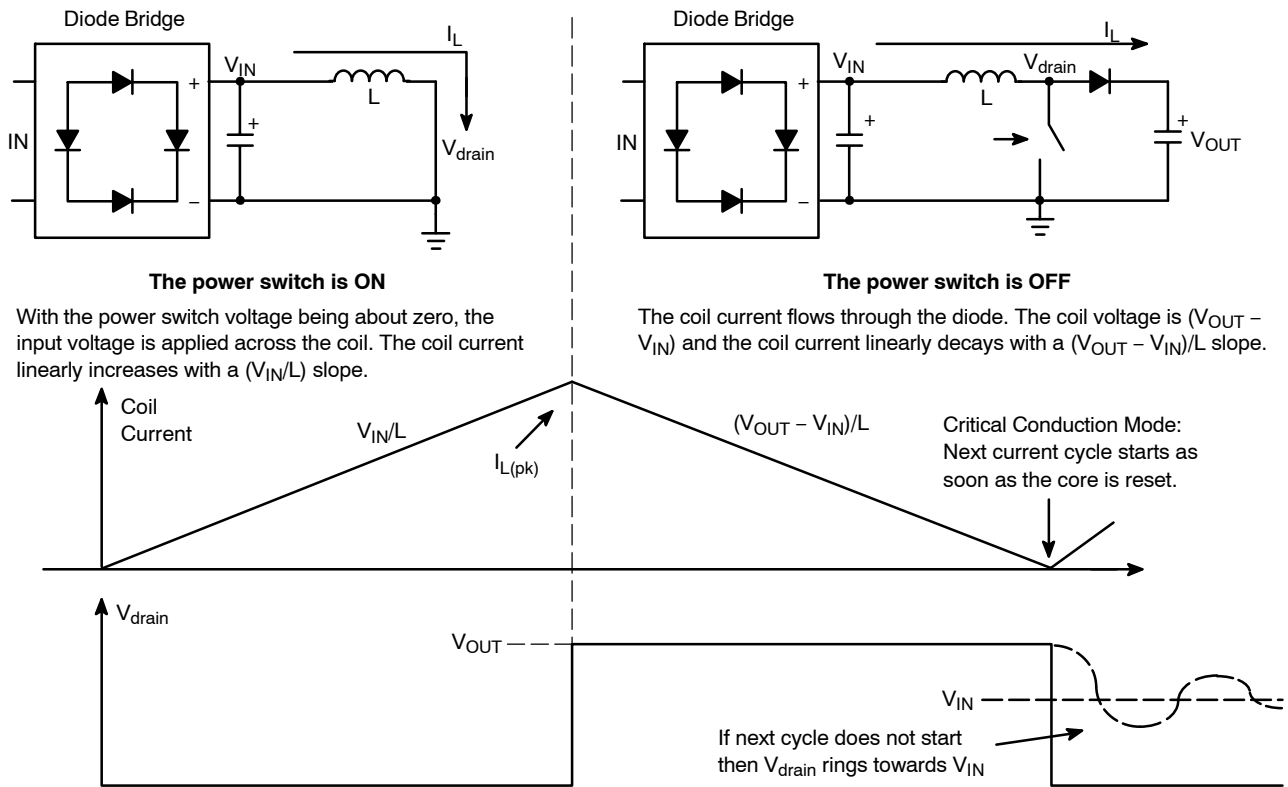 Diode Bridge
IN
+
−
V_IN
+
L
I_L
V_drain
The power switch is ON
With the power switch voltage being about zero, the
input voltage is applied across the coil. The coil current
linearly increases with a (V_IN/L) slope.
Diode Bridge
IN
+
−
V_IN
+
L
I_L
V_drain
+
V_OUT
The power switch is OFF
The coil current flows through the diode. The coil voltage is (V_OUT −
V_IN) and the coil current linearly decays with a (V_OUT − V_IN)/L slope.
Coil
Current
V_IN/L
I_L(pk)
(V_OUT − V_IN)/L
Critical Conduction Mode:
Next current cycle starts as
soon as the core is reset.
V_drain
V_OUT
V_IN
If next cycle does not start
then V_drain rings towards V_IN